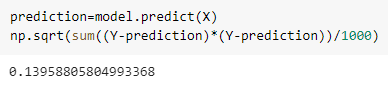 prediction=model.predict(X)
np.sqrt(sum((Y-prediction)*(Y-prediction))/1000)
0.13958805804993368